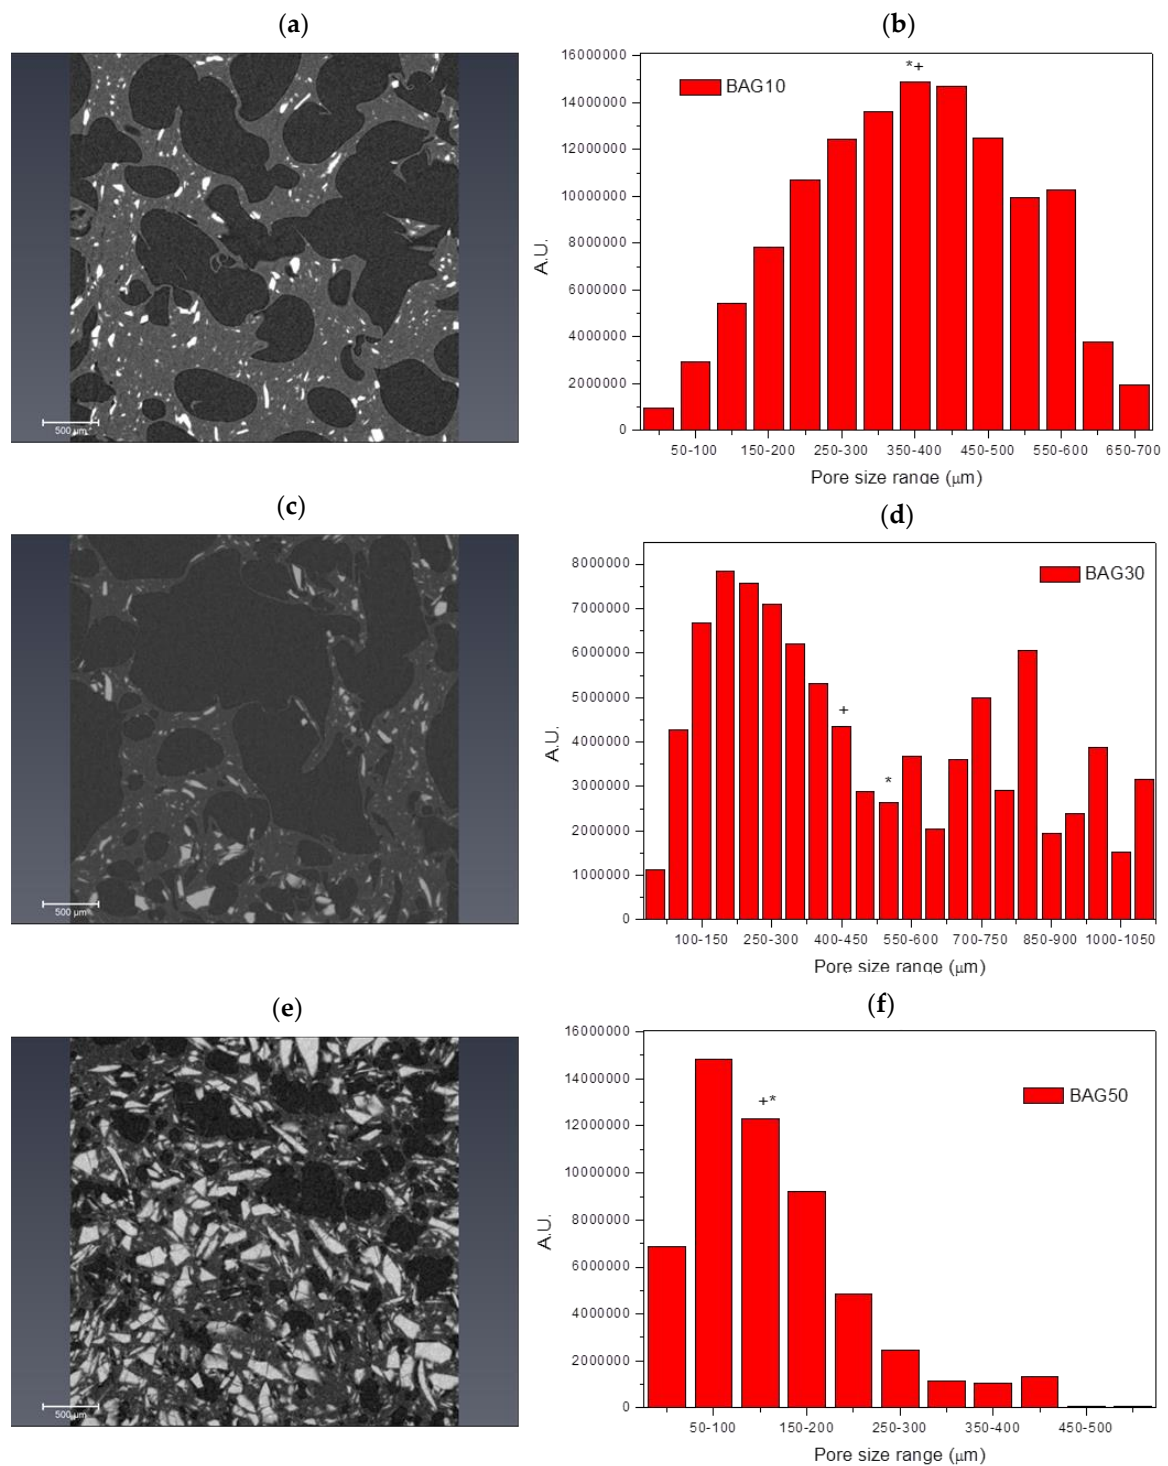 (a)
(b)
500 µm
16000000
14000000
12000000
10000000
8000000
6000000
4000000
2000000
0
A.U.
BAG10
*+
50-100 150-200 250-300 350-400 450-500 550-600 650-700
Pore size range (µm)
(c)
(d)
500 µm
8000000
7000000
6000000
5000000
4000000
3000000
2000000
1000000
0
A.U.
BAG30
+
*
100-150 250-300 400-450 550-600 700-750 850-900 1000-1050
Pore size range (µm)
(e)
(f)
500 µm
16000000
14000000
12000000
10000000
8000000
6000000
4000000
2000000
0
A.U.
BAG50
+*
50-100 150-200 250-300 350-400 450-500
Pore size range (µm)